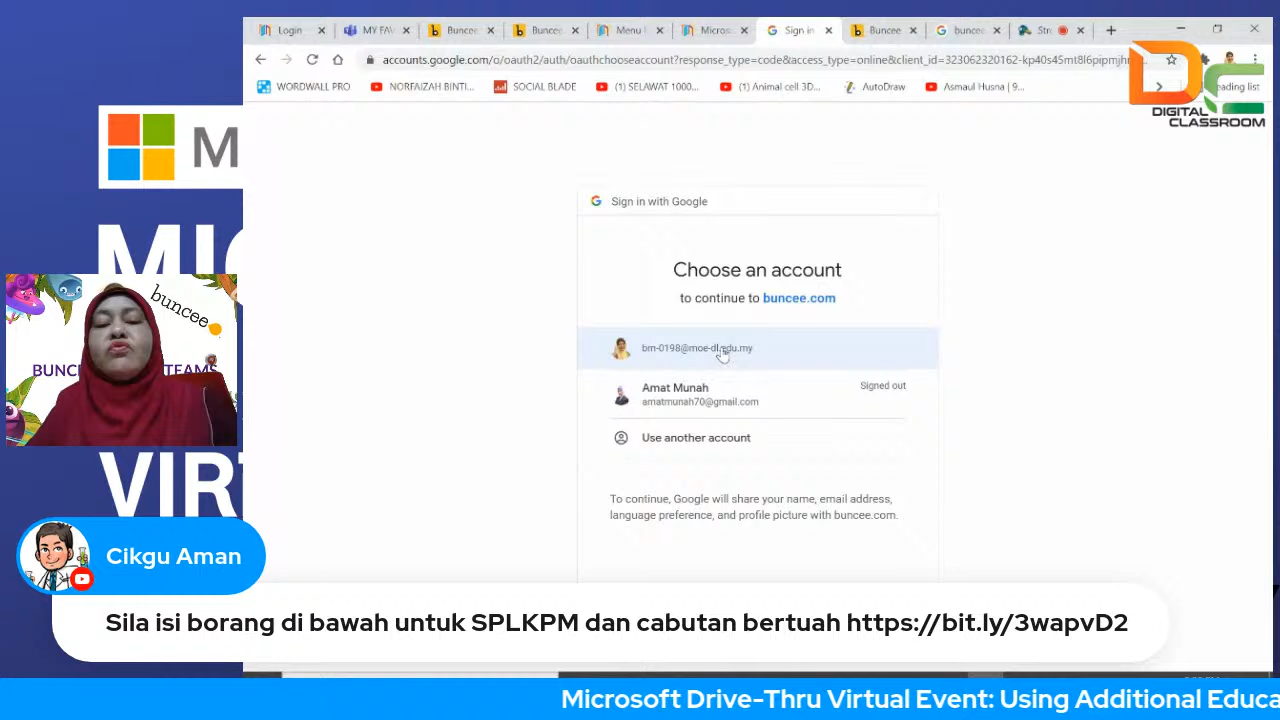 Login
MY FAV
Buncee
Buncee
Menu
Micros
Sign in
Buncee
buncee
Str
accounts.google.com/o/oauth2/auth/oauthchooseaccount?response_type=code&access_type=online&client_id=323062320162-kp40s45mt8l6pipmjhr
WORDWALL PRO
NORFAIZAH BINTI...
SOCIAL BLADE
(1) SELAWAT 1000...
(1) Animal cell 3D...
AutoDraw
Asmaul Husna | 9...
eading list
DIGITAL
CLASSROOM
M
MIC
VIR
buncee
BUNC
TEAMS
Sign in with Google
Choose an account
to continue to buncee.com
bm-0198@moe-dl.edu.my
Amat Munah
Signed out
amatmunah70@gmail.com
Use another account
To continue, Google will share your name, email address,
language preference, and profile picture with buncee.com.
Cikgu Aman
Sila isi borang di bawah untuk SPLKPM dan cabutan bertuah https://bit.ly/3wapvD2
Microsoft Drive-Thru Virtual Event: Using Additional Educa